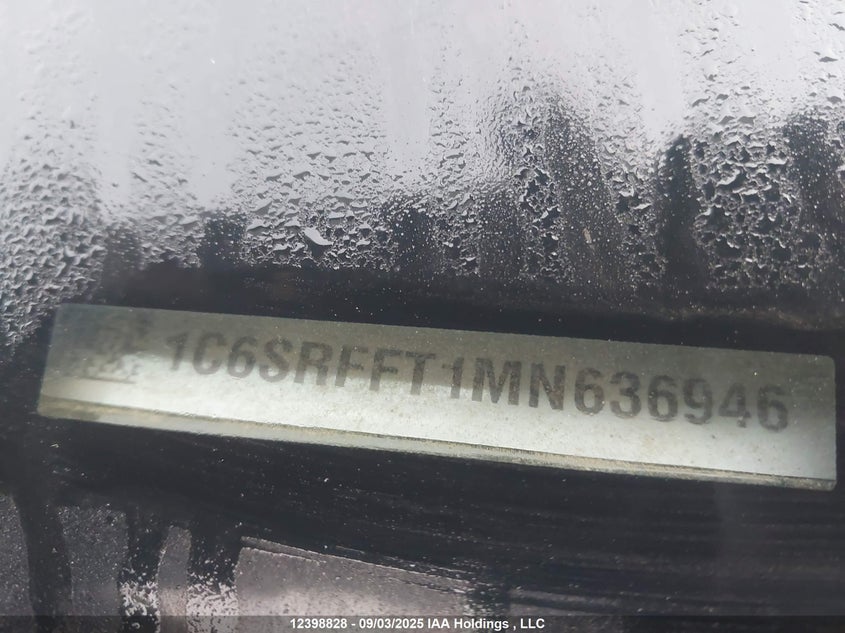 1C6SRFFT1MN636946
12398828 - 09/03/2025 IAA Holdings , LLC